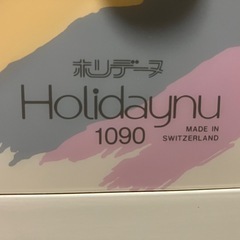 ホリデーヌ
Holidaynu
1090
MADE IN
SWITZERLAND